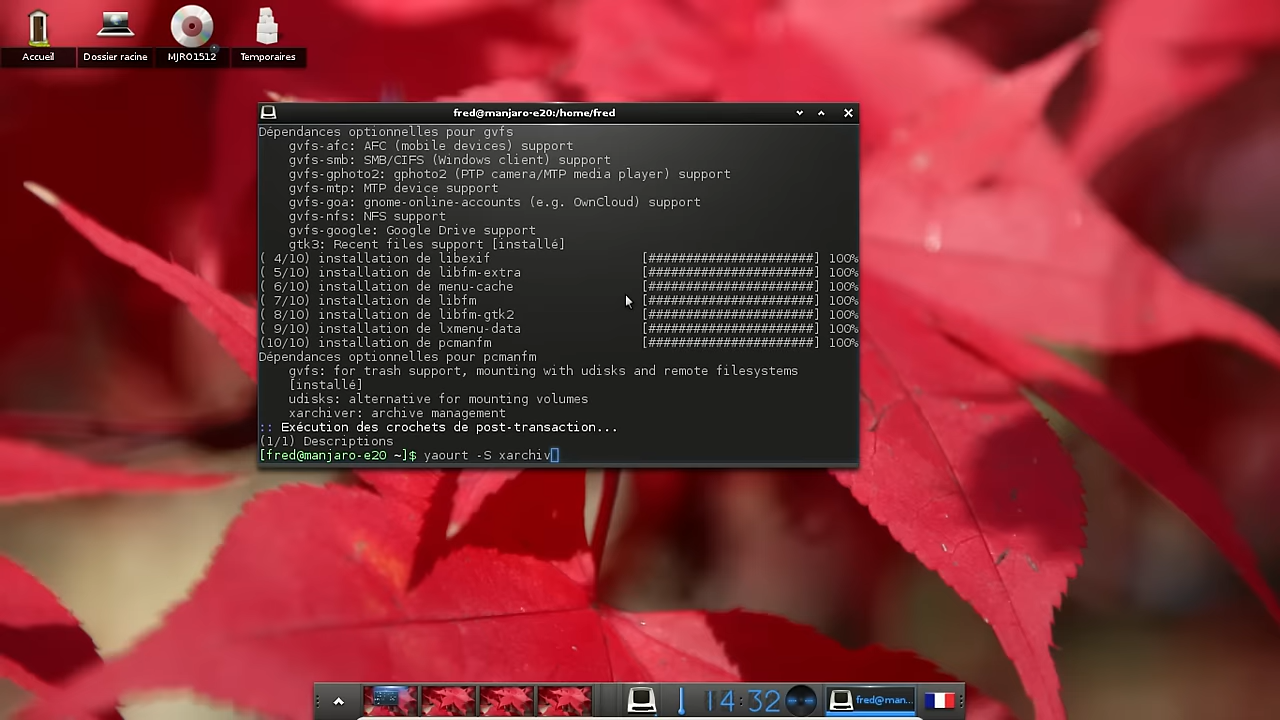 Accueil
Dossier racine
MJRO1512
Temporaires
fred@manjaro-e20:/home/fred
Dépendances optionnelles pour gvfs
gvfs-afc: AFC (mobile devices) support
gvfs-smb: SMB/CIFS (Windows client) support
gvfs-gphoto2: gphoto2 (PTP camera/MTP media player) support
gvfs-mtp: MTP device support
gvfs-goa: gnome-online-accounts (e.g. OwnCloud) support
gvfs-nfs: NFS support
gvfs-google: Google Drive support
gtk3: Recent files support [installé]
( 4/10) installation de libexif [######################] 100%
( 5/10) installation de libfm-extra [######################] 100%
( 6/10) installation de menu-cache [######################] 100%
( 7/10) installation de libfm [######################] 100%
( 8/10) installation de libfm-gtk2 [######################] 100%
( 9/10) installation de lxmenu-data [######################] 100%
(10/10) installation de pcmanfm [######################] 100%
Dépendances optionnelles pour pcmanfm
gvfs: for trash support, mounting with udisks and remote filesystems
[installé]
udisks: alternative for mounting volumes
xarchiver: archive management
:: Exécution des crochets de post-transaction...
(1/1) Descriptions
[fred@manjaro-e20 ~]$ yaourt -S xarchiv
14:32
fred@man...